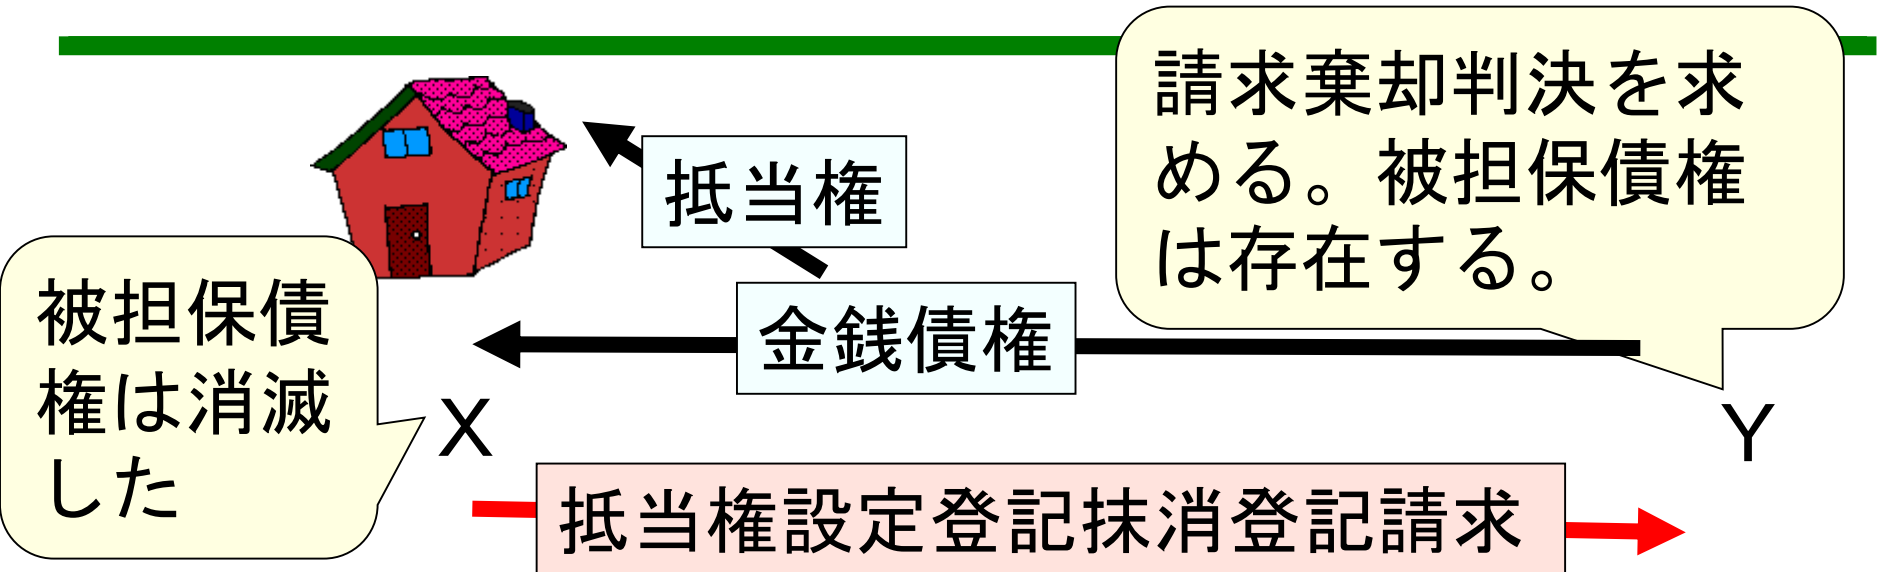 請求棄却判決を求
める。被担保債権
は存在する。
抵当権
被担保債
権は消滅
した
金銭債権
X
Y
抵当権設定登記抹消登記請求